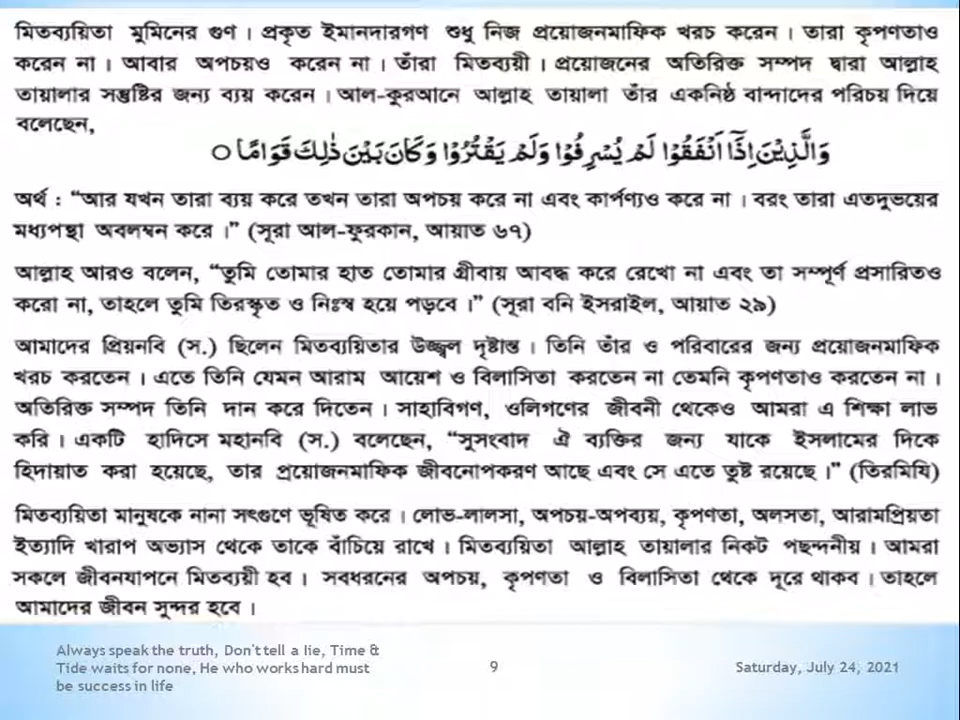 মিতব্যয়িতা মুমিনের গুণ। প্রকৃত ইমানদারগণ শুধু নিজ প্রয়োজনমাফিক খরচ করেন। তারা কৃপণতাও
করেন না। আবার অপচয়ও করেন না। তাঁরা মিতব্যয়ী। প্রয়োজনের অতিরিক্ত সম্পদ দ্বারা আল্লাহ
তায়ালার সন্তুষ্টির জন্য ব্যয় করেন। আল-কুরআনে আল্লাহ তায়ালা তাঁর একনিষ্ঠ বান্দাদের পরিচয় দিয়ে
বলেছেন,
وَالَّذِيْنَ اِذَآ اَنْفَقُوْا لَمْ يُسْرِفُوْا وَلَمْ يَقْتُرُوْا وَكَانَ بَيْنَ ذٰلِكَ قَوَامًا ○
অর্থ : “আর যখন তারা ব্যয় করে তখন তারা অপচয় করে না এবং কার্পণ্যও করে না। বরং তারা এতদুভয়ের
মধ্যপন্থা অবলম্বন করে।” (সূরা আল-ফুরকান, আয়াত ৬৭)
আল্লাহ আরও বলেন, “তুমি তোমার হাত তোমার গ্রীবায় আবদ্ধ করে রেখো না এবং তা সম্পূর্ণ প্রসারিতও
করো না, তাহলে তুমি তিরস্কৃত ও নিঃস্ব হয়ে পড়বে।” (সূরা বনি ইসরাইল, আয়াত ২৯)
আমাদের প্রিয়নবি (স.) ছিলেন মিতব্যয়িতার উজ্জ্বল দৃষ্টান্ত। তিনি তাঁর ও পরিবারের জন্য প্রয়োজনমাফিক
খরচ করতেন। এতে তিনি যেমন আরাম আয়েশ ও বিলাসিতা করতেন না তেমনি কৃপণতাও করতেন না।
অতিরিক্ত সম্পদ তিনি দান করে দিতেন। সাহাবিগণ, ওলিগণের জীবনী থেকেও আমরা এ শিক্ষা লাভ
করি। একটি হাদিসে মহানবি (স.) বলেছেন, “সুসংবাদ ঐ ব্যক্তির জন্য যাকে ইসলামের দিকে
হিদায়াত করা হয়েছে, তার প্রয়োজনমাফিক জীবনোপকরণ আছে এবং সে এতে তুষ্ট রয়েছে।” (তিরমিযি)
মিতব্যয়িতা মানুষকে নানা সৎগুণে ভূষিত করে। লোভ-লালসা, অপচয়-অপব্যয়, কৃপণতা, অলসতা, আরামপ্রিয়তা
ইত্যাদি খারাপ অভ্যাস থেকে তাকে বাঁচিয়ে রাখে। মিতব্যয়িতা আল্লাহ তায়ালার নিকট পছন্দনীয়। আমরা
সকলে জীবনযাপনে মিতব্যয়ী হব। সবধরনের অপচয়, কৃপণতা ও বিলাসিতা থেকে দূরে থাকব। তাহলে
আমাদের জীবন সুন্দর হবে।
Always speak the truth, Don't tell a lie, Time &
Tide waits for none, He who works hard must
be success in life
9
Saturday, July 24, 2021